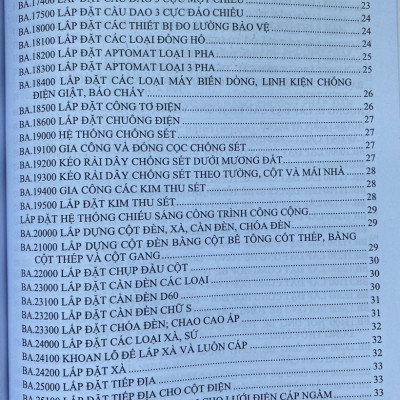 BA.17500 LẮP ĐẶT CẦU DAO 3 CỰC ĐẢO CHIỀU 23
BA.18000 LẮP ĐẶT CÁC THIẾT BỊ ĐO LƯỜNG BẢO VỆ 24
BA.18100 LẮP ĐẶT CÁC LOẠI ĐỒNG HỒ 24
BA.18200 LẮP ĐẶT APTOMAT LOẠI 1 PHA 24
BA.18300 LẮP ĐẶT APTOMAT LOẠI 3 PHA 25
BA.18400 LẮP ĐẶT CÁC LOẠI MÁY BIẾN DÒNG, LINH KIỆN CHỐNG 25
ĐIỆN GIẬT, BÁO CHÁY 26
BA.18500 LẮP ĐẶT CÔNG TƠ ĐIỆN 26
BA.18600 LẮP ĐẶT CHUÔNG ĐIỆN 27
BA.19000 HỆ THỐNG CHỐNG SÉT 27
BA.19100 GIA CÔNG VÀ ĐÓNG CỌC CHỐNG SÉT 27
BA.19200 KÉO RẢI DÂY CHỐNG SÉT DƯỚI MƯƠNG ĐẤT 27
BA.19300 KÉO RẢI DÂY CHỐNG SÉT THEO TƯỜNG, CỘT VÀ MÁI NHÀ 28
BA.19400 GIA CÔNG CÁC KIM THU SÉT 28
BA.19500 LẮP ĐẶT KIM THU SÉT 28
LẮP ĐẶT HỆ THỐNG CHIẾU SÁNG CÔNG TRÌNH CÔNG CỘNG 29
BA.20000 LẮP DỰNG CỘT ĐÈN, XÀ, CẦN ĐÈN, CHÓA ĐÈN 29
BA.21000 LẮP DỰNG CỘT ĐÈN BẰNG CỘT BÊ TÔNG CỐT THÉP, BẰNG
CỘT THÉP VÀ CỘT GANG 29
BA.22000 LẮP ĐẶT CHỤP ĐẦU CỘT 30
BA.23000 LẮP ĐẶT CẦN ĐÈN CÁC LOẠI 30
BA.23100 LẮP ĐẶT CẦN ĐÈN D60 30
BA.23200 LẮP ĐẶT CẦN ĐÈN CHỮ S 31
BA.23300 LẮP ĐẶT CHÓA ĐÈN; CHAO CAO ÁP 31
BA.24000 LẮP ĐẶT CÁC LOẠI XÀ, SỨ 32
BA.24100 KHOAN LỖ ĐỂ LẮP XÀ VÀ LUỒN CÁP 32
BA.24200 LẮP ĐẶT XÀ 32
BA.25000 LẮP ĐẶT TIẾP ĐỊA 33
LẮP ĐẶT TIẾP ĐỊA CHO CỘT ĐIỆN 33
CHO LƯỚI ĐIỆN CÁP NGẦM 33